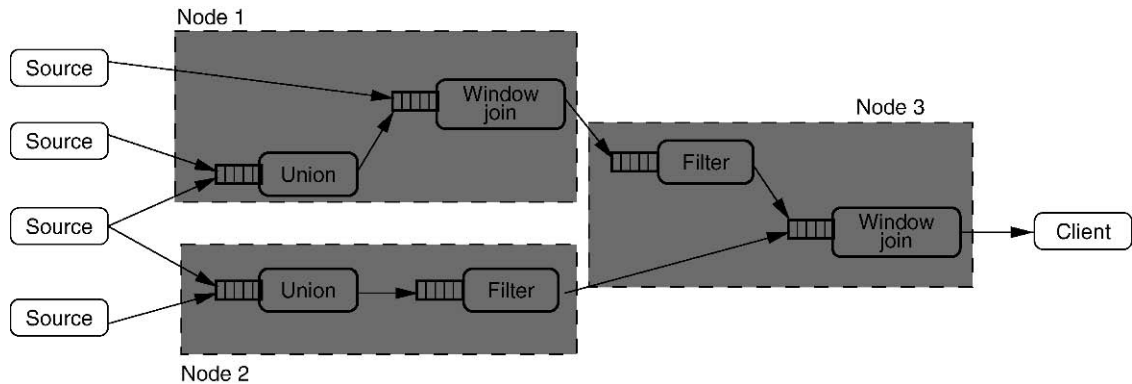 Node 1
Source
Window
join
Node 3
Source
Union
Filter
Source
Window
join
Client
Union
Filter
Source
Node 2